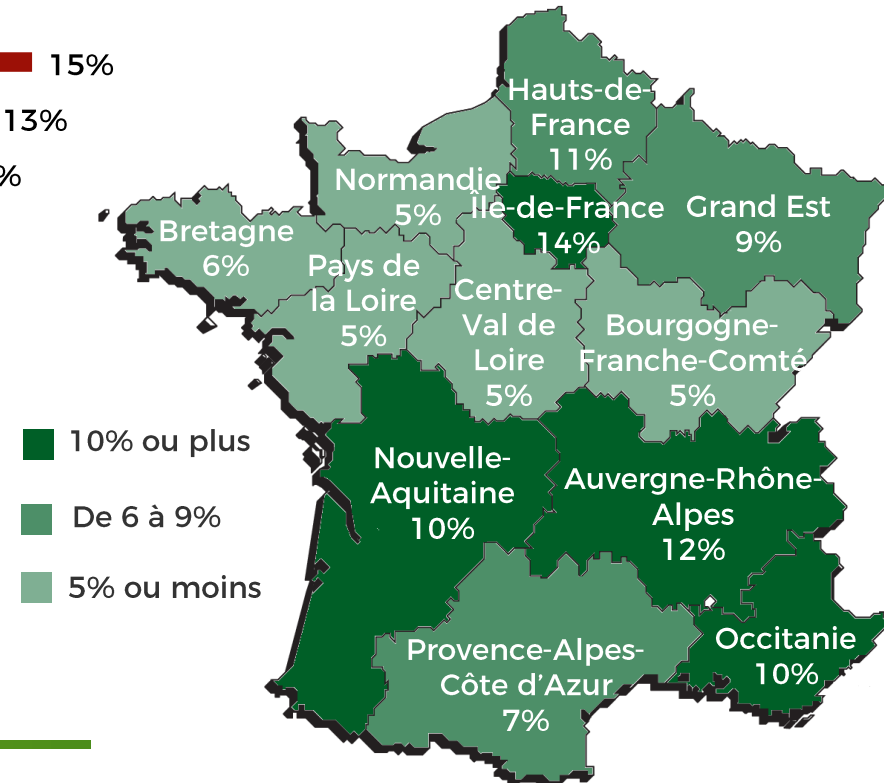 15%
13%
%
Hauts-de-
France
11%
Normandie
5%
Île-de-France
14%
Grand Est
9%
Bretagne
6%
Pays de
la Loire
5%
Centre-
Val de
Loire
5%
Bourgogne-
Franche-Comté
5%
10% ou plus
De 6 à 9%
5% ou moins
Nouvelle-
Aquitaine
10%
Auvergne-Rhône-
Alpes
12%
Provence-Alpes-
Côte d’Azur
7%
Occitanie
10%